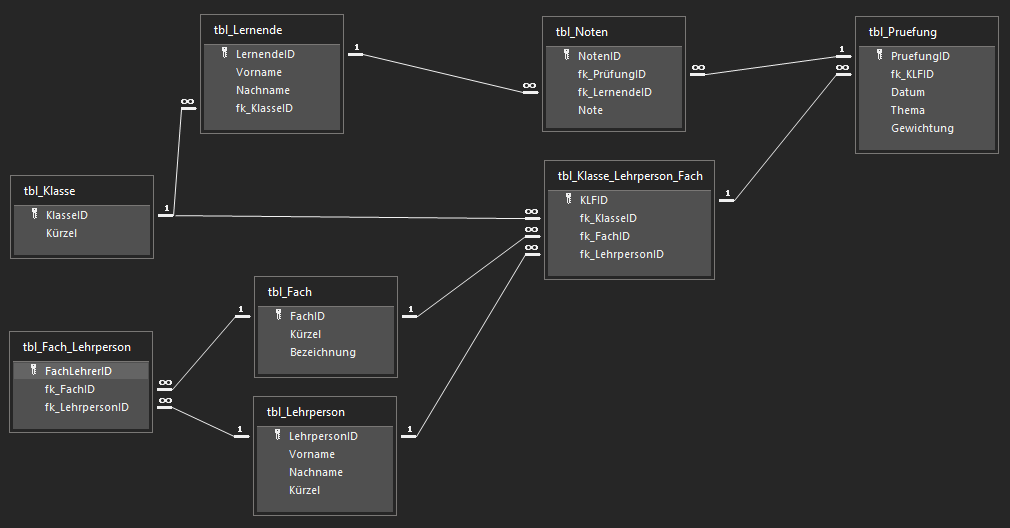 tbl_Lernende
LernendeID
Vorname
Nachname
fk_KlasseID
tbl_Noten
NotenID
fk_PrüfungID
fk_LernendeID
Note
tbl_Pruefung
PruefungID
fk_KLFID
Datum
Thema
Gewichtung
tbl_Klasse
KlasseID
Kürzel
tbl_Klasse_Lehrperson_Fach
KLFID
fk_KlasseID
fk_FachID
fk_LehrpersonID
tbl_Fach
FachID
Kürzel
Bezeichnung
tbl_Fach_Lehrperson
FachLehrerID
fk_FachID
fk_LehrpersonID
tbl_Lehrperson
LehrpersonID
Vorname
Nachname
Kürzel
1
∞
∞
1
∞
1
∞
1
∞
∞
∞
1
1
∞
∞
1
1
1